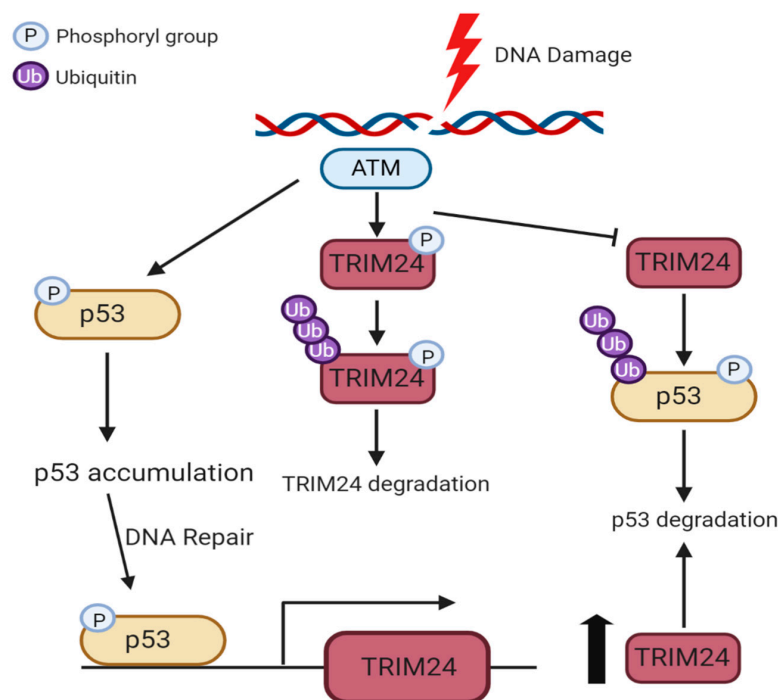 P Phosphoryl group
Ub Ubiquitin
DNA Damage
ATM
P
TRIM24
TRIM24
P
p53
Ub
Ub
Ub
P
TRIM24
Ub
Ub
Ub
P
p53
p53 accumulation
TRIM24 degradation
p53 degradation
DNA Repair
P
p53
TRIM24
TRIM24